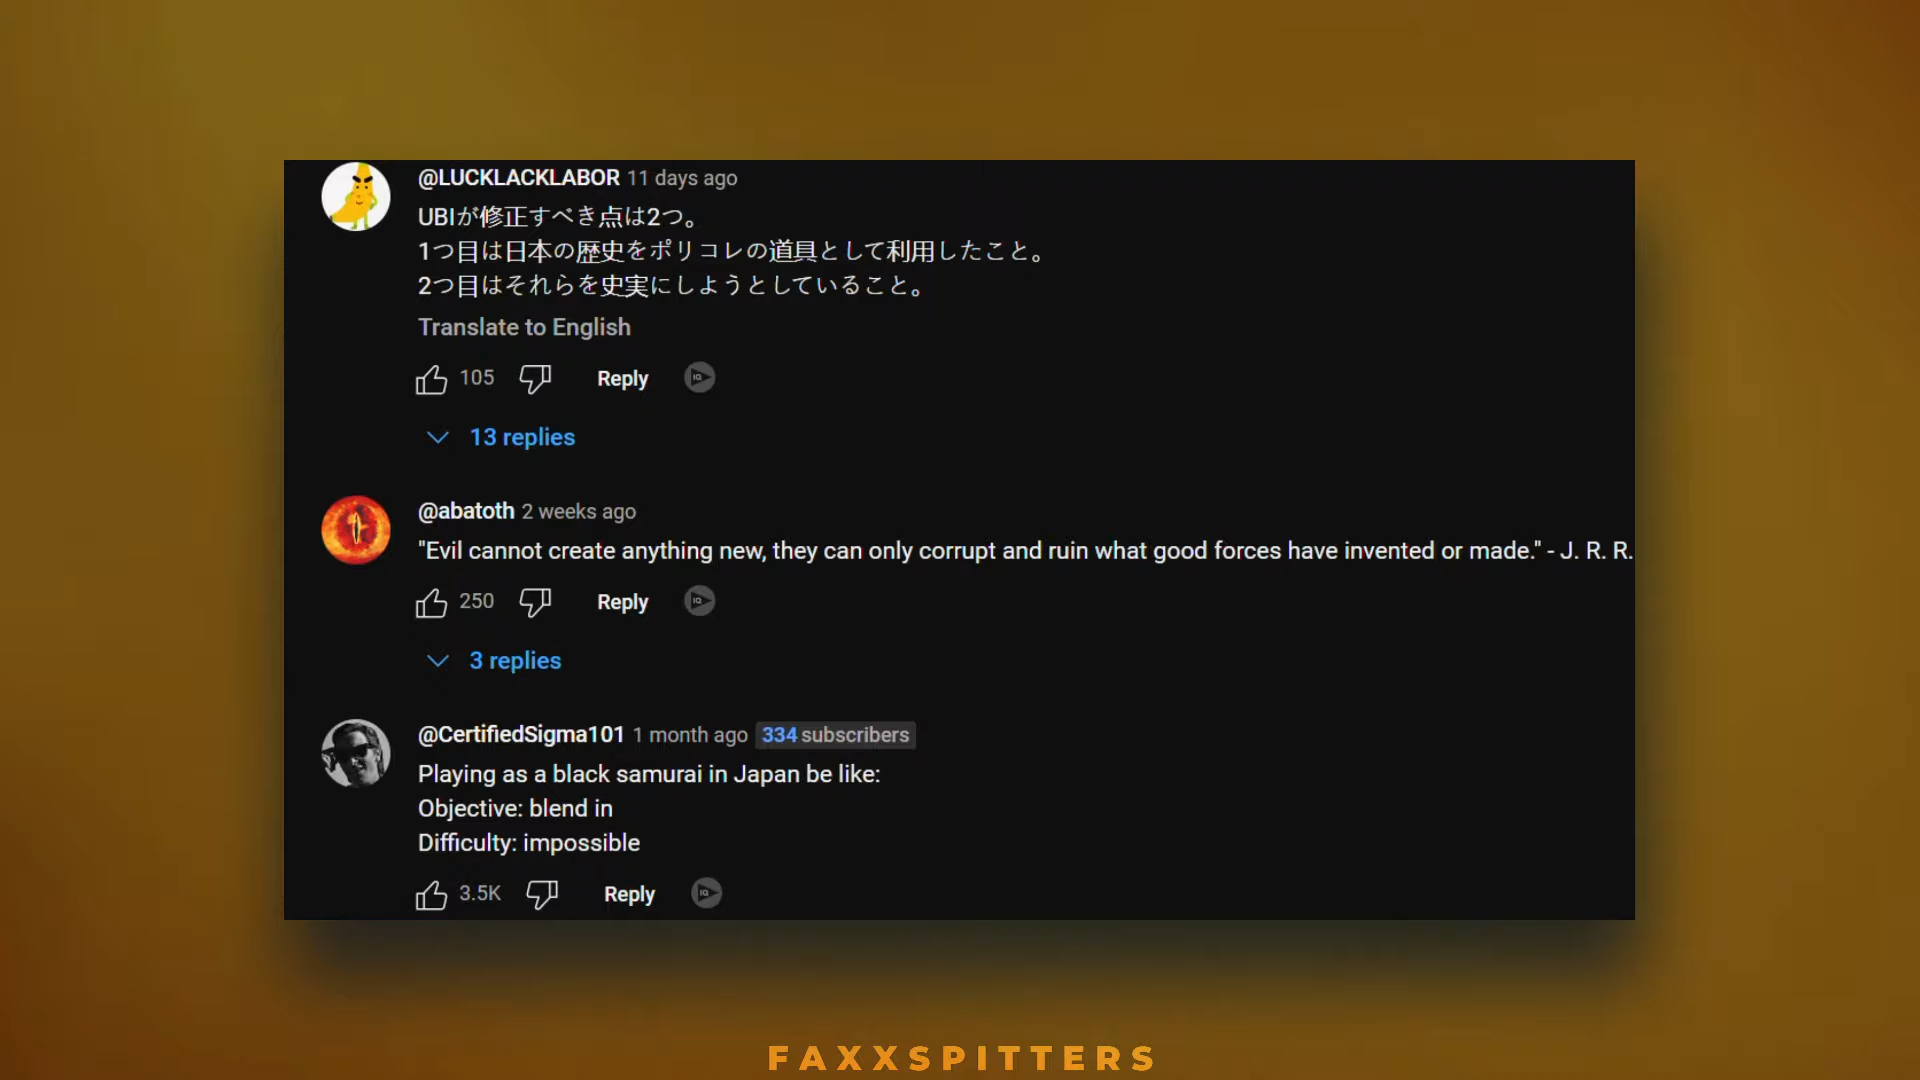 @LUCKLACKLABOR 11 days ago
UBIが修正すべき点は2つ。
1つ目は日本の歴史をポリコレの道具として利用したこと。
2つ目はそれらを史実にしようとしていること。
Translate to English
105 Reply IQ
13 replies
@abatoth 2 weeks ago
"Evil cannot create anything new, they can only corrupt and ruin what good forces have invented or made." - J. R. R.
250 Reply IQ
3 replies
@CertifiedSigma101 1 month ago 334 subscribers
Playing as a black samurai in Japan be like:
Objective: blend in
Difficulty: impossible
3.5K Reply IQ
FAXXSPITTERS